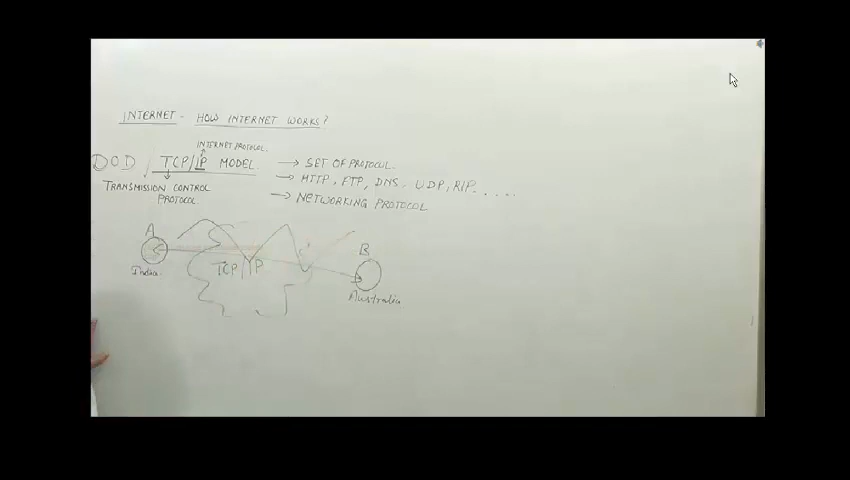 INTERNET - HOW INTERNET WORKS?
INTERNET PROTOCOL.
DOD / TCP/IP MODEL. → SET OF PROTOCOL.
→ HTTP, FTP, DNS, UDP, RIP. . . . . .
TRANSMISSION CONTROL
PROTOCOL.
→ NETWORKING PROTOCOL
A
B
TCP/IP
India.
Australia